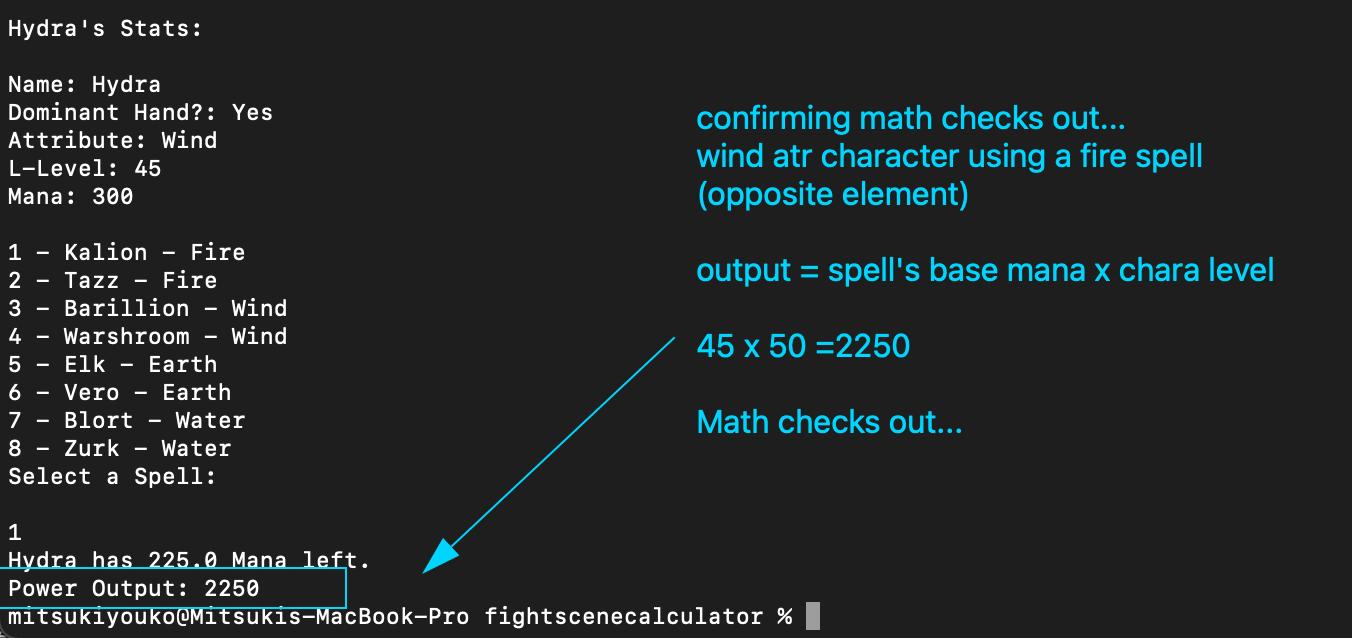 Hydra's Stats:
Name: Hydra
Dominant Hand?: Yes
Attribute: Wind
L-Level: 45
Mana: 300
1 - Kalion - Fire
2 - Tazz - Fire
3 - Barillion - Wind
4 - Warshroom - Wind
5 - Elk - Earth
6 - Vero - Earth
7 - Blort - Water
8 - Zurk - Water
Select a Spell:
1
Hydra has 225.0 Mana left.
Power Output: 2250
mitsukiyouko@Mitsukis-MacBook-Pro fightscenecalculator %
confirming math checks out...
wind atr character using a fire spell
(opposite element)
output = spell's base mana x chara level
45 x 50 =2250
Math checks out...